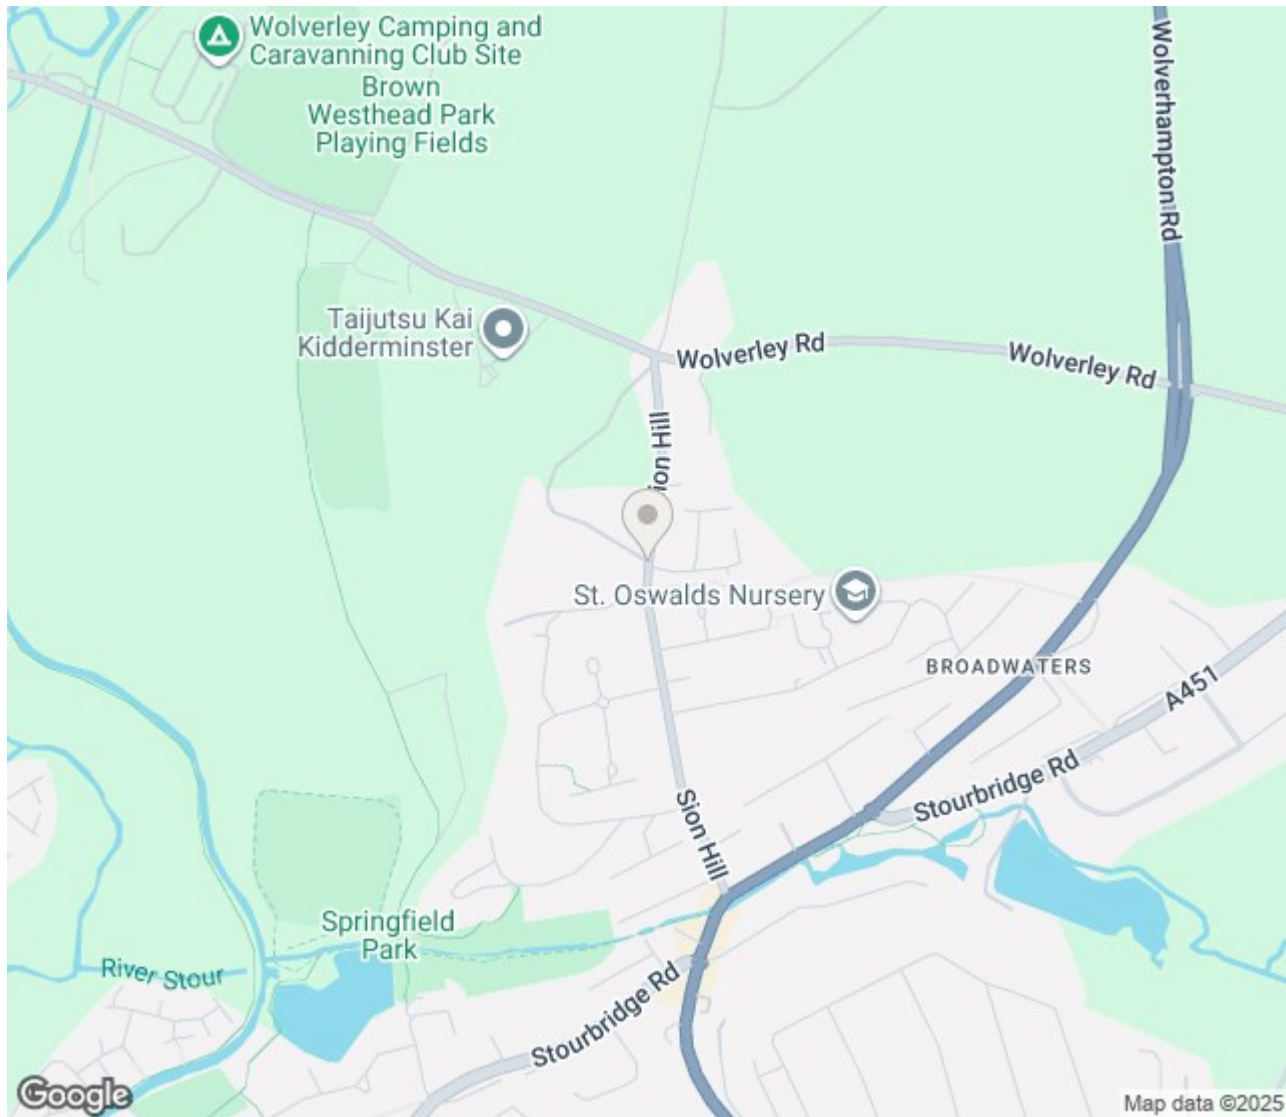 Wolverley Camping and
Caravanning Club Site
Brown
Westhead Park
Playing Fields
Wolverhampton Rd
Taijutsu Kai
Kidderminster
Wolverley Rd
Wolverley Rd
ion Hill
St. Oswalds Nursery
BROADWATERS
A451
Stourbridge Rd
Sion Hill
Springfield
Park
River Stour
Stourbridge Rd
Google
Map data ©2025